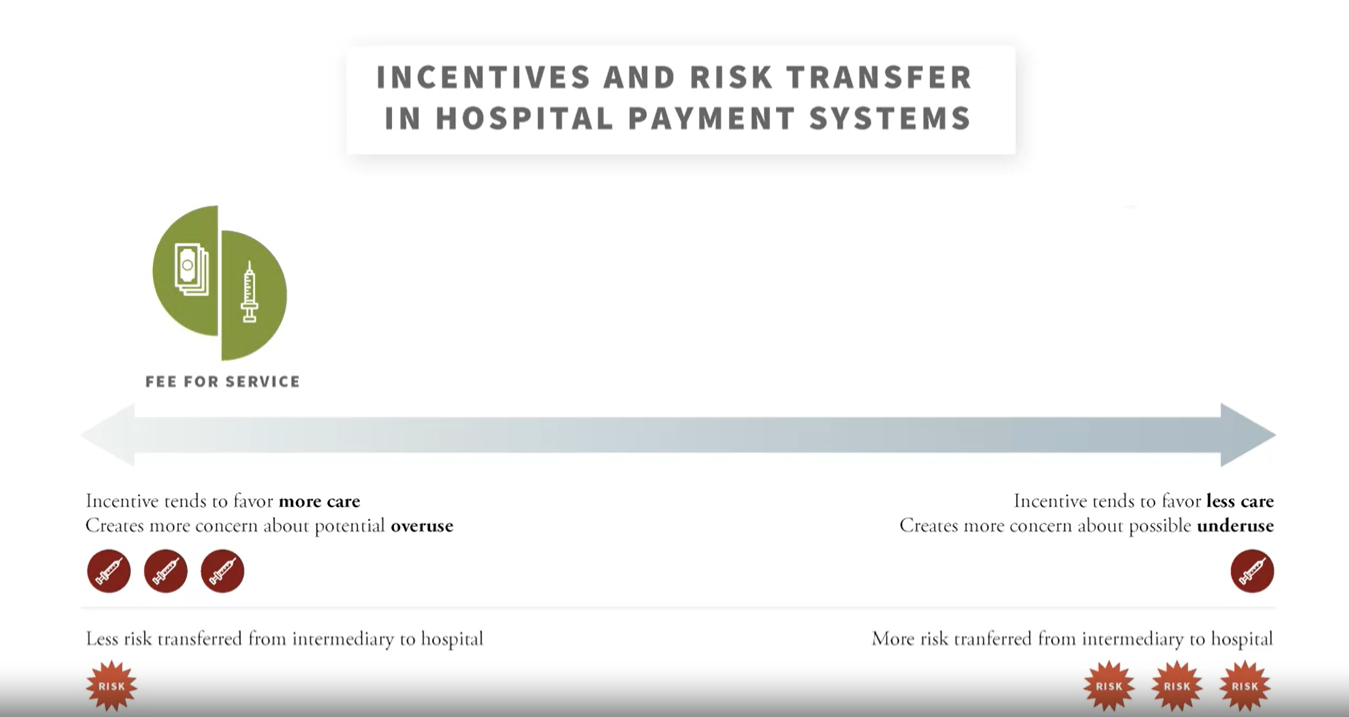 INCENTIVES AND RISK TRANSFER
IN HOSPITAL PAYMENT SYSTEMS
FEE FOR SERVICE
Incentive tends to favor more care
Creates more concern about potential overuse
Incentive tends to favor less care
Creates more concern about possible underuse
Less risk transferred from intermediary to hospital
RISK
More risk tranferred from intermediary to hospital
RISK RISK RISK